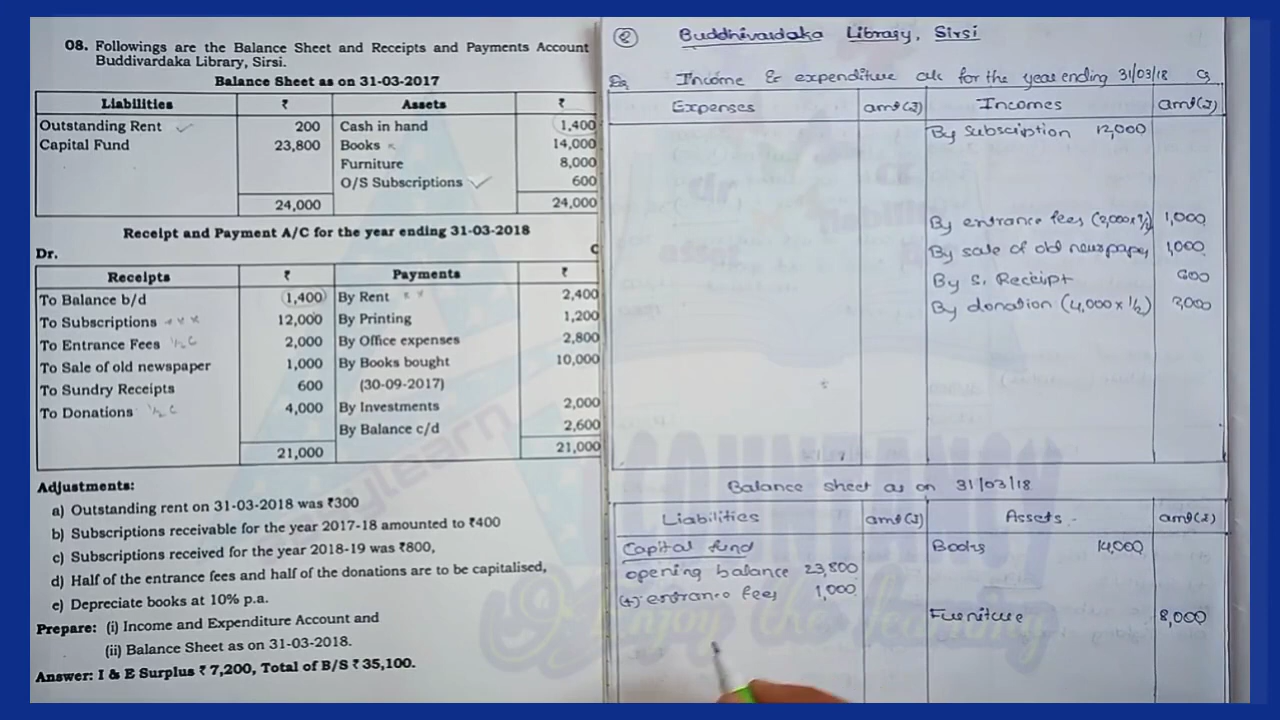 08. Followings are the Balance Sheet and Receipts and Payments Account
Buddivardaka Library, Sirsi.
Balance Sheet as on 31-03-2017
Liabilities ₹ Assets ₹
Outstanding Rent 200 Cash in hand 1,400
Capital Fund 23,800 Books 14,000
Furniture 8,000
O/S Subscriptions 600
24,000 24,000
Receipt and Payment A/C for the year ending 31-03-2018
Dr. C
Receipts ₹ Payments ₹
To Balance b/d 1,400 By Rent 2,400
To Subscriptions 12,000 By Printing 1,200
To Entrance Fees ½ C 2,000 By Office expenses 2,800
To Sale of old newspaper 1,000 By Books bought 10,000
To Sundry Receipts 600 (30-09-2017)
To Donations ½ C 4,000 By Investments 2,000
By Balance c/d 2,600
21,000 21,000
Adjustments:
a) Outstanding rent on 31-03-2018 was ₹300
b) Subscriptions receivable for the year 2017-18 amounted to ₹400
c) Subscriptions received for the year 2018-19 was ₹800,
d) Half of the entrance fees and half of the donations are to be capitalised,
e) Depreciate books at 10% p.a.
Prepare: (i) Income and Expenditure Account and
(ii) Balance Sheet as on 31-03-2018.
Answer: I & E Surplus ₹ 7,200, Total of B/S ₹ 35,100.
8 Buddhivardaka Library, Sirsi
Dr Income & expenditure a/c for the year ending 31/03/18 Cr
Expenses amt(₹) Incomes amt(₹)
By subsciption 12,000
By entrance fees (2,000x½) 1,000
By sale of old newspaper 1,000
By S. Receipt 600
By donation (4,000x½) 2,000
Balance sheet as on 31/03/18
Liabilities amt(₹) Assets amt(₹)
Capital fund Books 14,000
opening balance 23,800
(+) entrance fees 1,000
Furniture 8,000
ACCOUNTANCY
Enjoy the learning